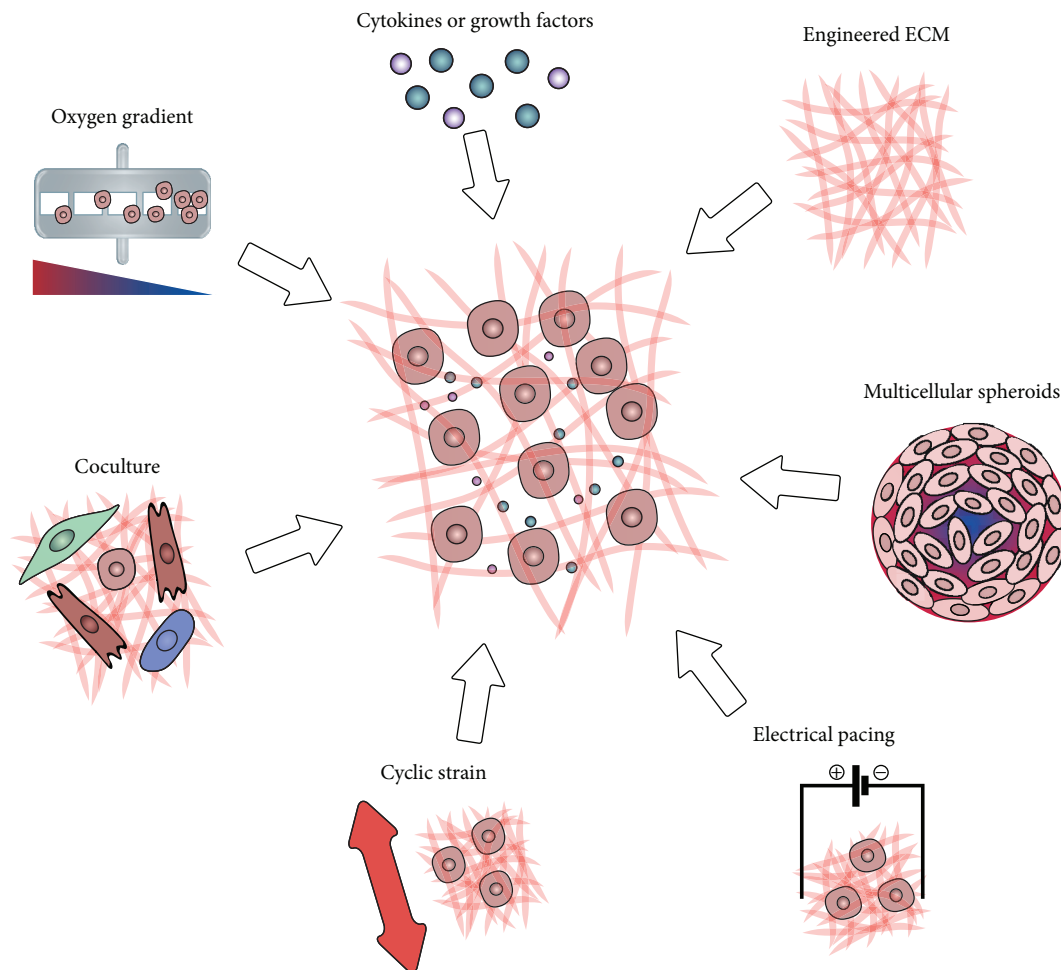 Cytokines or growth factors
Engineered ECM
Oxygen gradient
Multicellular spheroids
Coculture
Electrical pacing
Cyclic strain
+ −